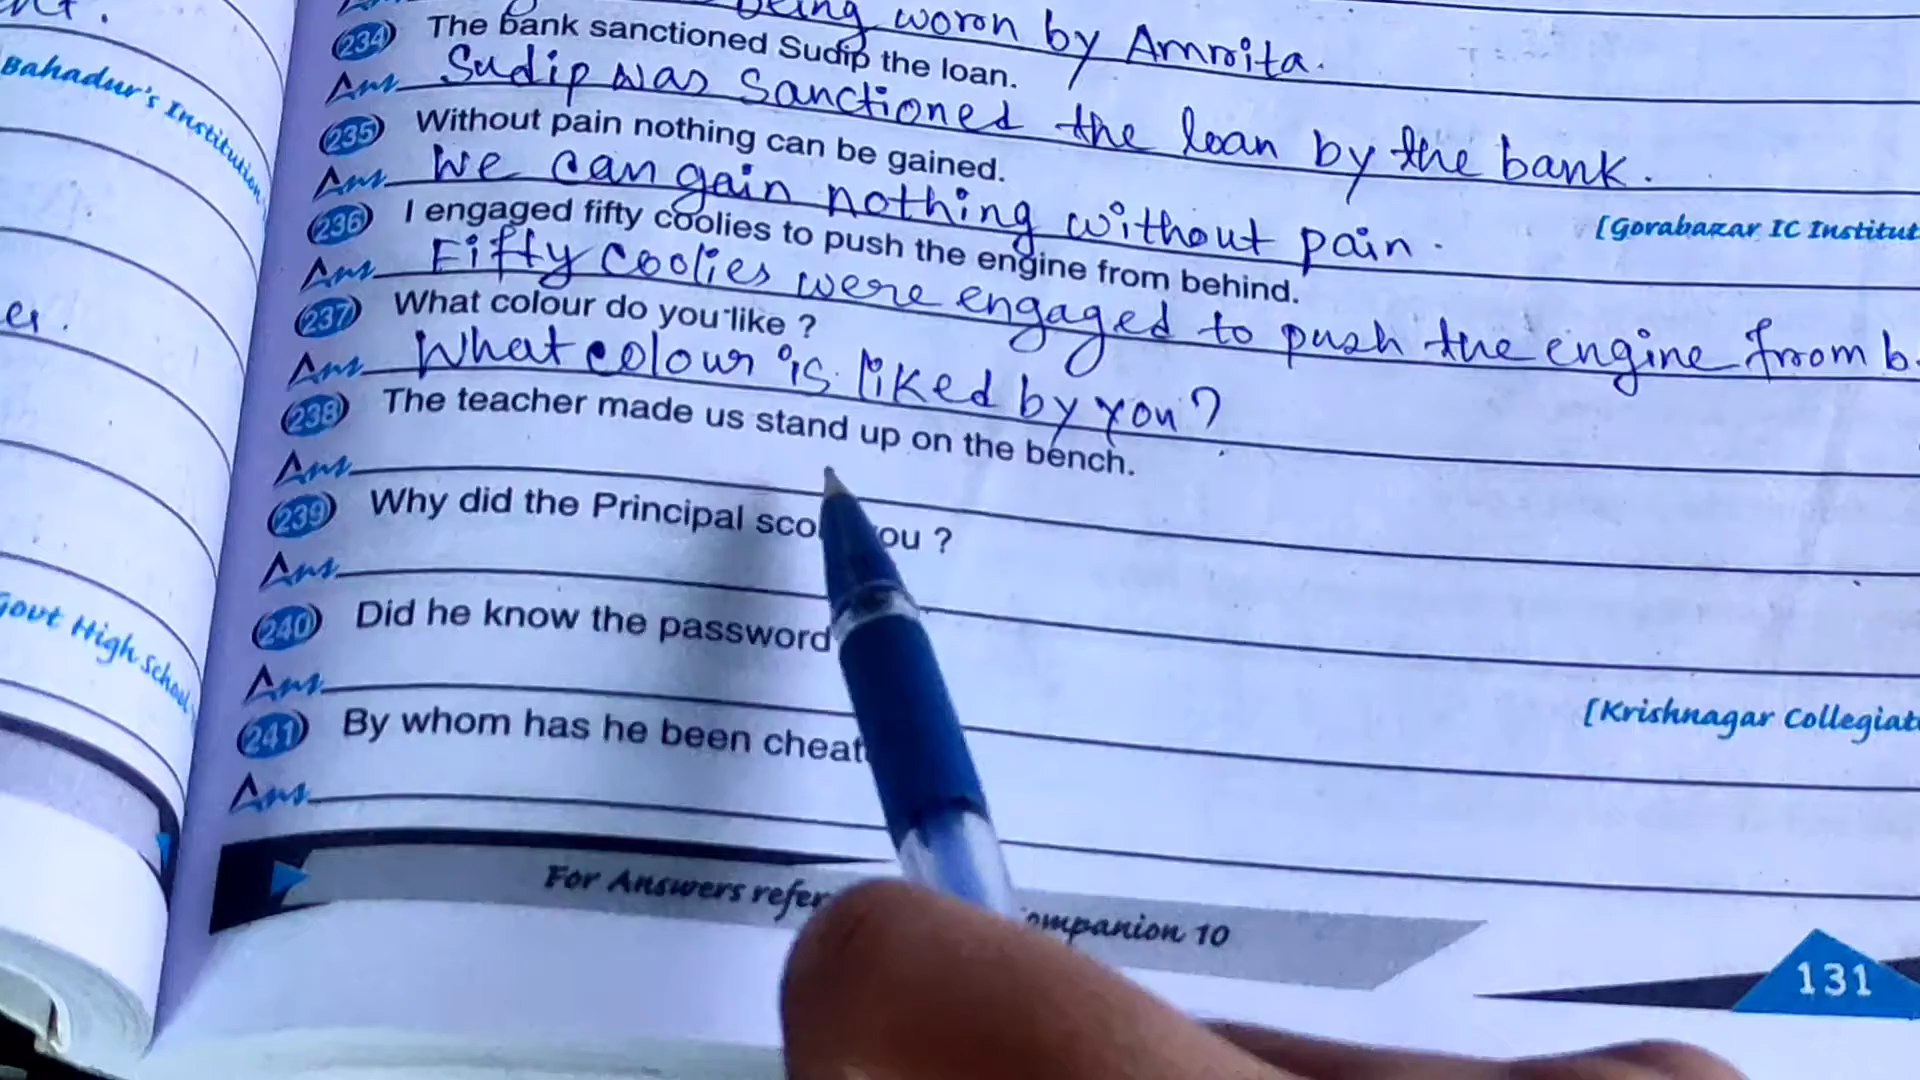 being woron by Amrita.
234 The bank sanctioned Sudip the loan.
Ans. Sudip was Sanctioned the loan by the bank.
235 Without pain nothing can be gained.
Ans. We can gain nothing without pain.
[Gorabazar IC Institut
236 I engaged fifty coolies to push the engine from behind.
Ans. Fifty coolies were engaged to push the engine from b
237 What colour do you like ?
Ans. What colour is liked by you?
238 The teacher made us stand up on the bench.
Ans.
239 Why did the Principal sco ou ?
Ans.
240 Did he know the password
Ans.
[Krishnagar Collegiat
241 By whom has he been cheat
Ans.
For Answers refer ompanion 10
131
Bahadur's Institution
er.
Govt High School